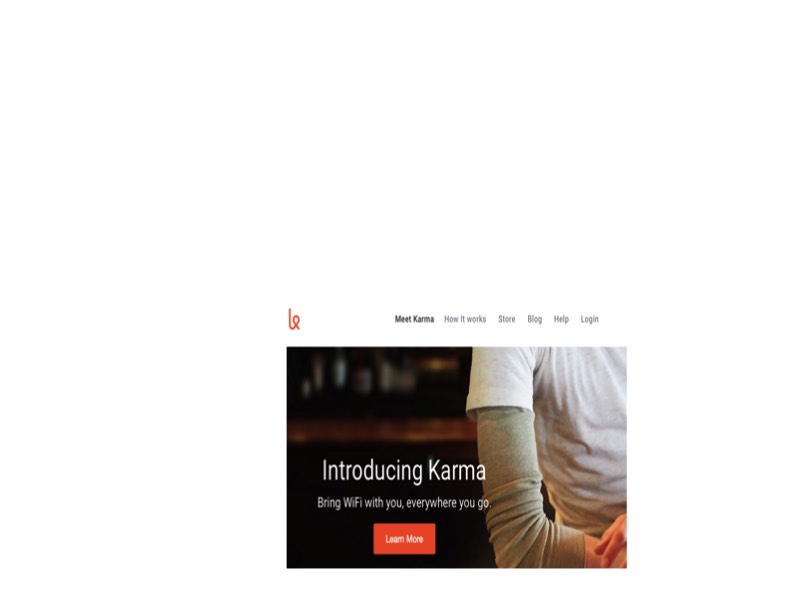 Meet Karma How It works Store Blog Help Login
Introducing Karma
Bring WiFi with you, everywhere you go.
Learn More